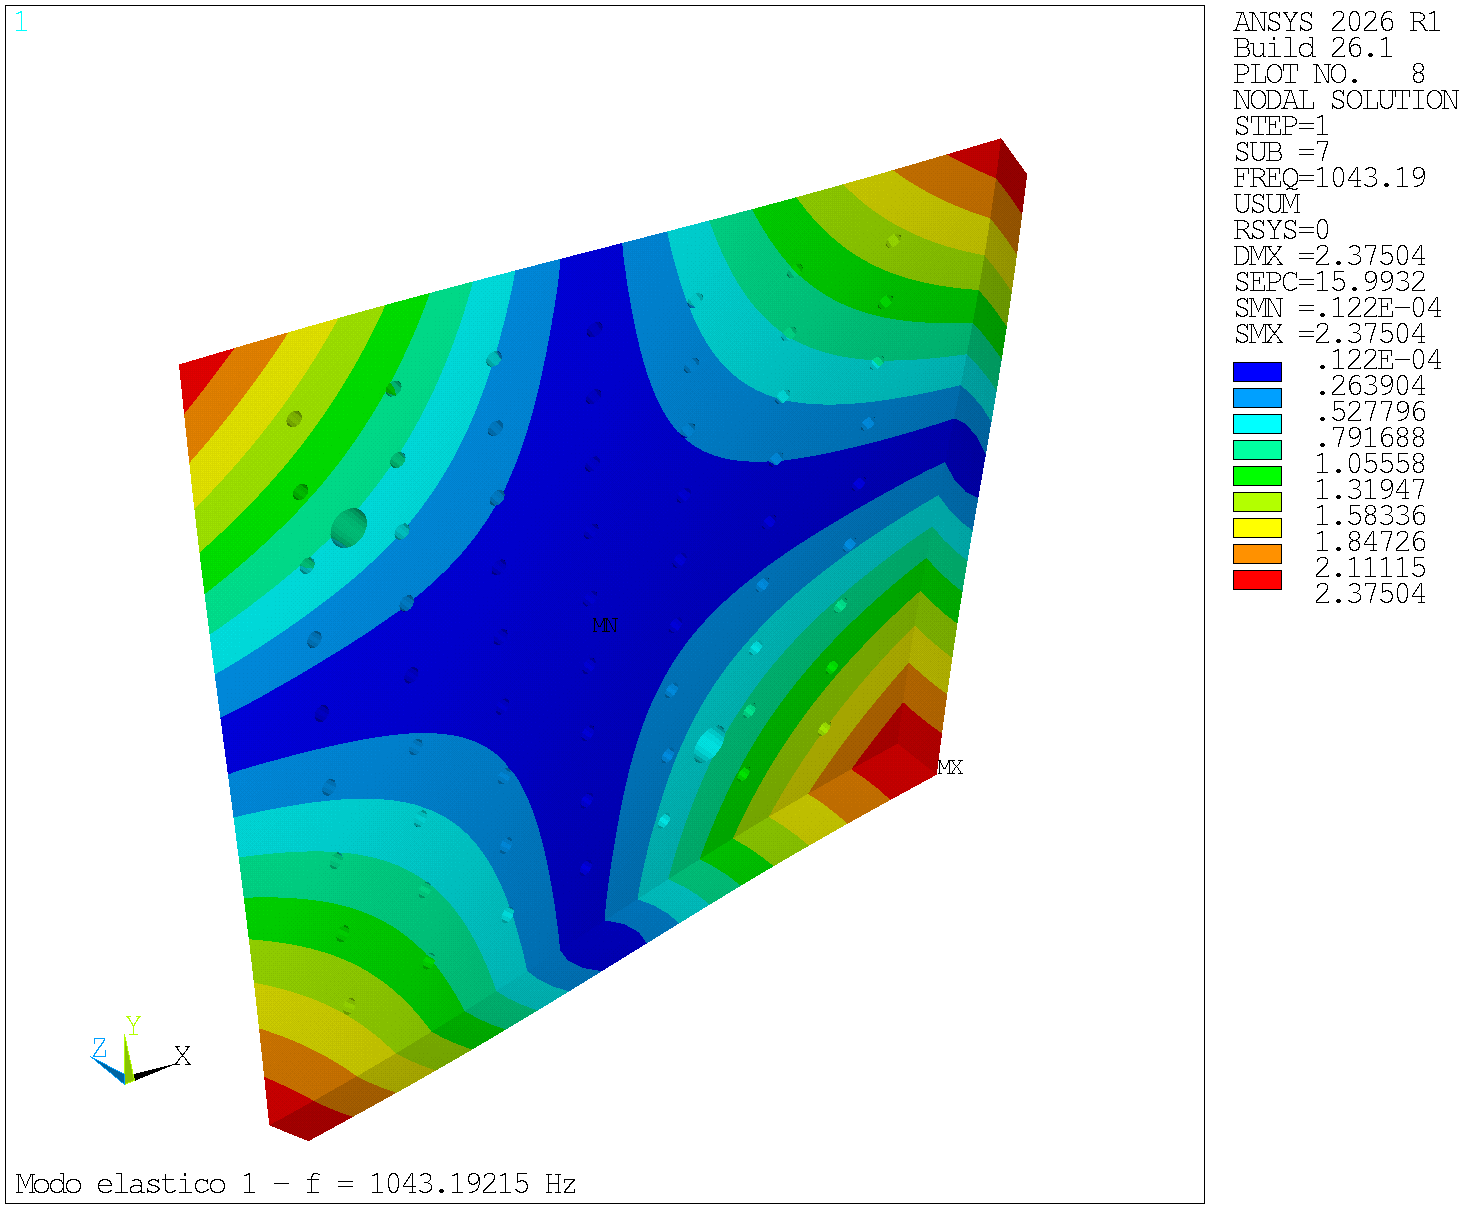 1
ANSYS 2026 R1
Build 26.1
PLOT NO.   8
NODAL SOLUTION
STEP=1
SUB =7
FREQ=1043.19
USUM
RSYS=0
DMX =2.37504
SEPC=15.9932
SMN =.122E-04
SMX =2.37504
.122E-04
.263904
.527796
.791688
1.05558
1.31947
1.58336
1.84726
2.11115
2.37504
MN
MX
Y
Z
X
Modo elastico 1 - f = 1043.19215 Hz